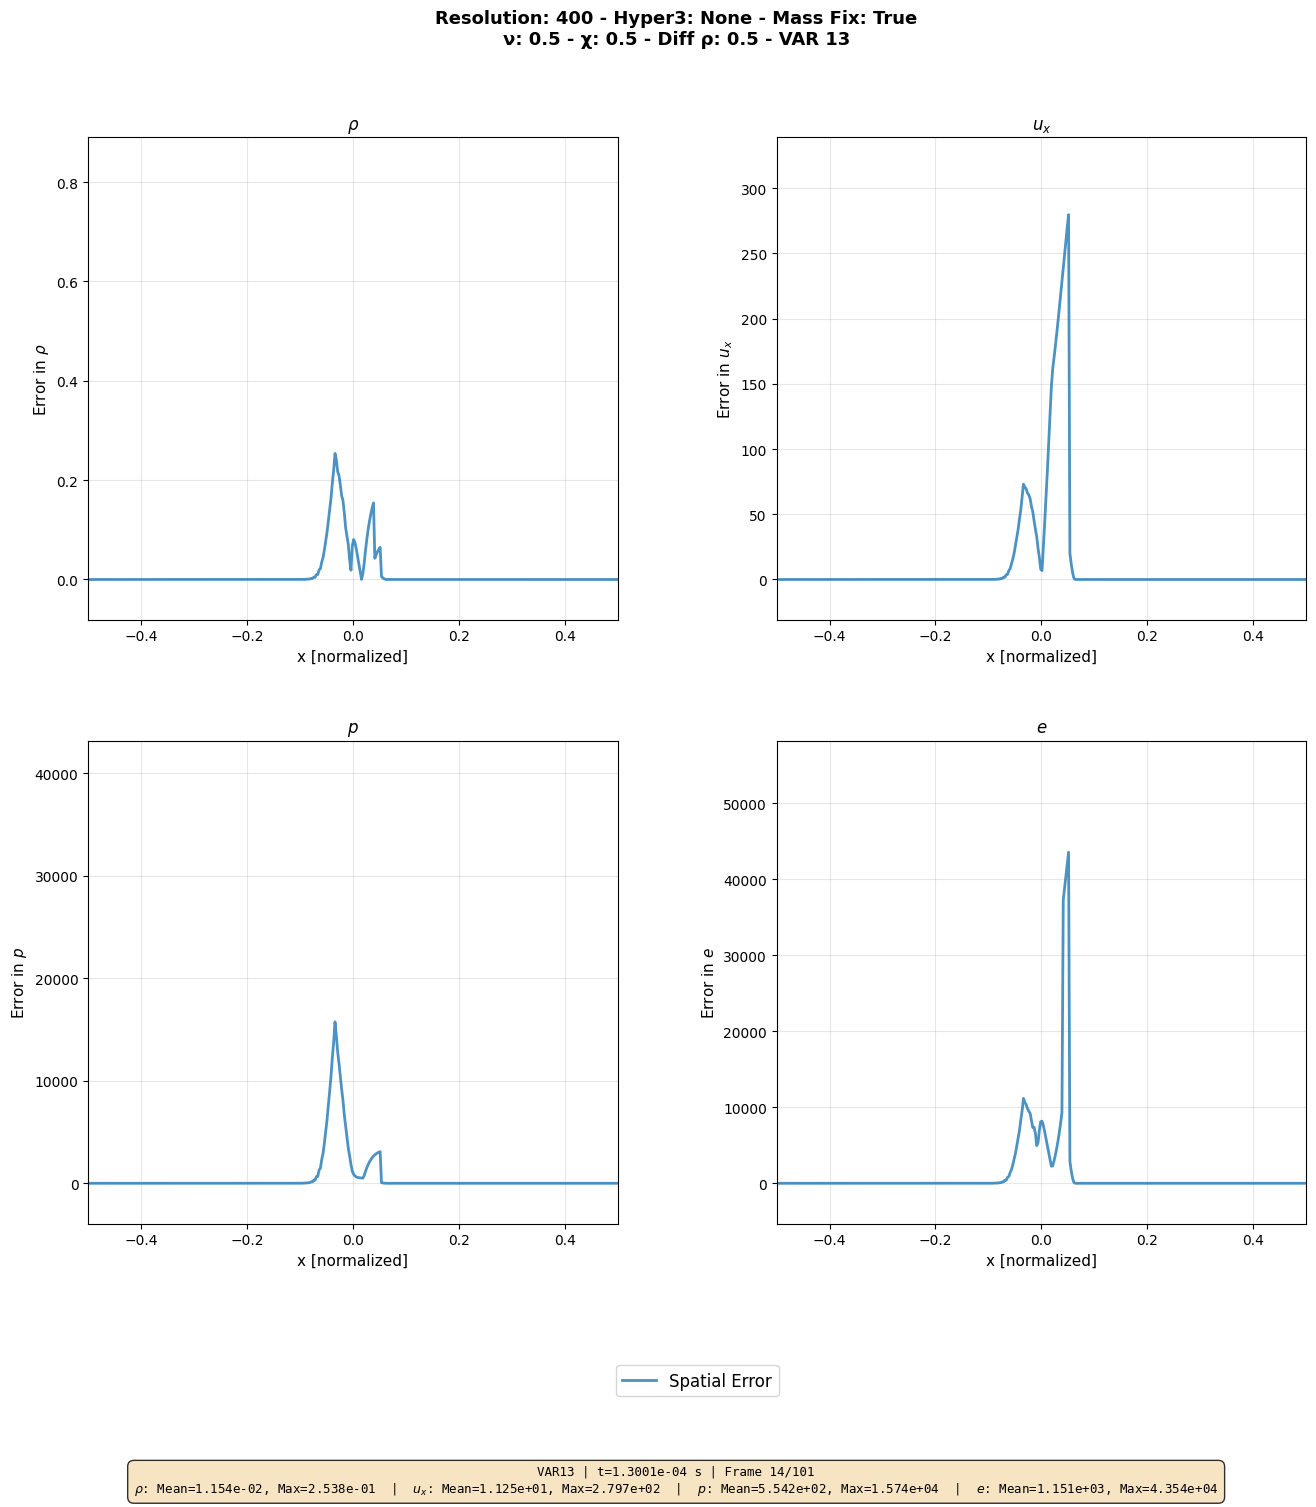 Resolution: 400 - Hyper3: None - Mass Fix: True
ν: 0.5 - χ: 0.5 - Diff ρ: 0.5 - VAR 13
ρ
0.8
0.6
0.4
0.2
0.0
Error in ρ
−0.4 −0.2 0.0 0.2 0.4
x [normalized]
u_x
300
250
200
150
100
50
0
Error in u_x
−0.4 −0.2 0.0 0.2 0.4
x [normalized]
p
40000
30000
20000
10000
0
Error in p
−0.4 −0.2 0.0 0.2 0.4
x [normalized]
e
50000
40000
30000
20000
10000
0
Error in e
−0.4 −0.2 0.0 0.2 0.4
x [normalized]
Spatial Error
VAR13 | t=1.3001e-04 s | Frame 14/101
ρ: Mean=1.154e-02, Max=2.538e-01 | u_x: Mean=1.125e+01, Max=2.797e+02 | p: Mean=5.542e+02, Max=1.574e+04 | e: Mean=1.151e+03, Max=4.354e+04